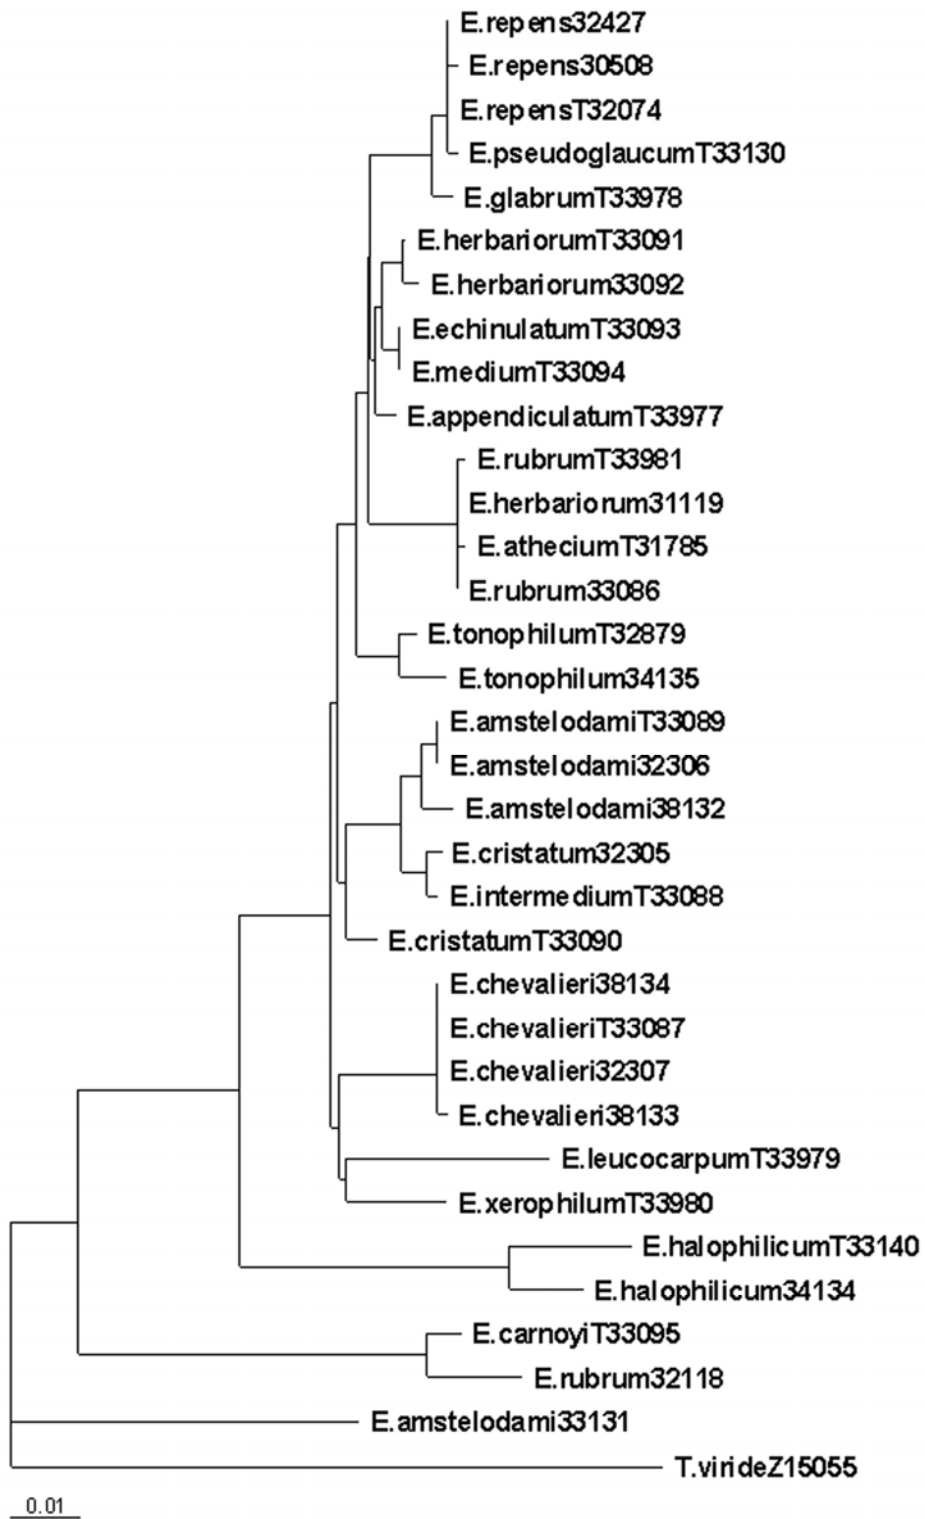 E.repens32427
E.repens30508
E.repensT32074
E.pseudoglaucumT33130
E.glabrumT33978
E.herbariorumT33091
E.herbariorum33092
E.echinulatumT33093
E.mediumT33094
E.appendiculatumT33977
E.rubrumT33981
E.herbariorum31119
E.atheciumT31785
E.rubrum33086
E.tonophilumT32879
E.tonophilum34135
E.amstelodamiT33089
E.amstelodami32306
E.amstelodami38132
E.cristatum32305
E.intermediumT33088
E.cristatumT33090
E.chevalieri38134
E.chevalieriT33087
E.chevalieri32307
E.chevalieri38133
E.leucocarpumT33979
E.xerophilumT33980
E.halophilicumT33140
E.halophilicum34134
E.carnoyiT33095
E.rubrum32118
E.amstelodami33131
T.virideZ15055
0.01